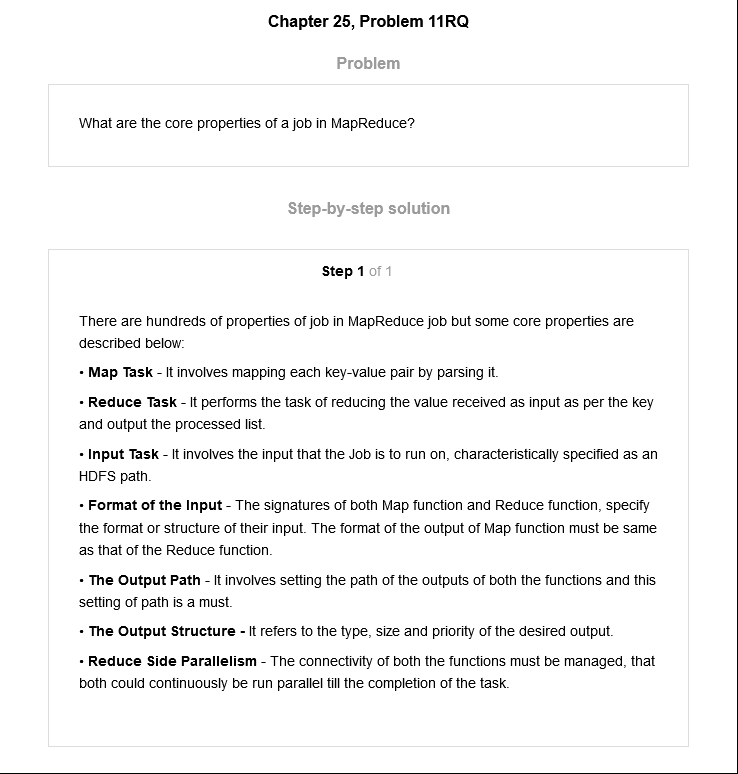 Chapter 25, Problem 11RQ
Problem
What are the core properties of a job in MapReduce?
Step-by-step solution
Step 1 of 1
There are hundreds of properties of job in MapReduce job but some core properties are
described below:
• Map Task - It involves mapping each key-value pair by parsing it.
• Reduce Task - It performs the task of reducing the value received as input as per the key
and output the processed list.
• Input Task - It involves the input that the Job is to run on, characteristically specified as an
HDFS path.
• Format of the Input - The signatures of both Map function and Reduce function, specify
the format or structure of their input. The format of the output of Map function must be same
as that of the Reduce function.
• The Output Path - It involves setting the path of the outputs of both the functions and this
setting of path is a must.
• The Output Structure - It refers to the type, size and priority of the desired output.
• Reduce Side Parallelism - The connectivity of both the functions must be managed, that
both could continuously be run parallel till the completion of the task.